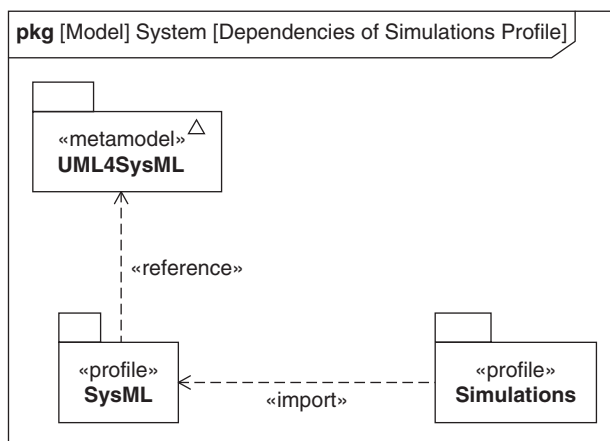 pkg [Model] System [Dependencies of Simulations Profile]
«metamodel»
UML4SysML
«reference»
«profile»
SysML
«import»
«profile»
Simulations